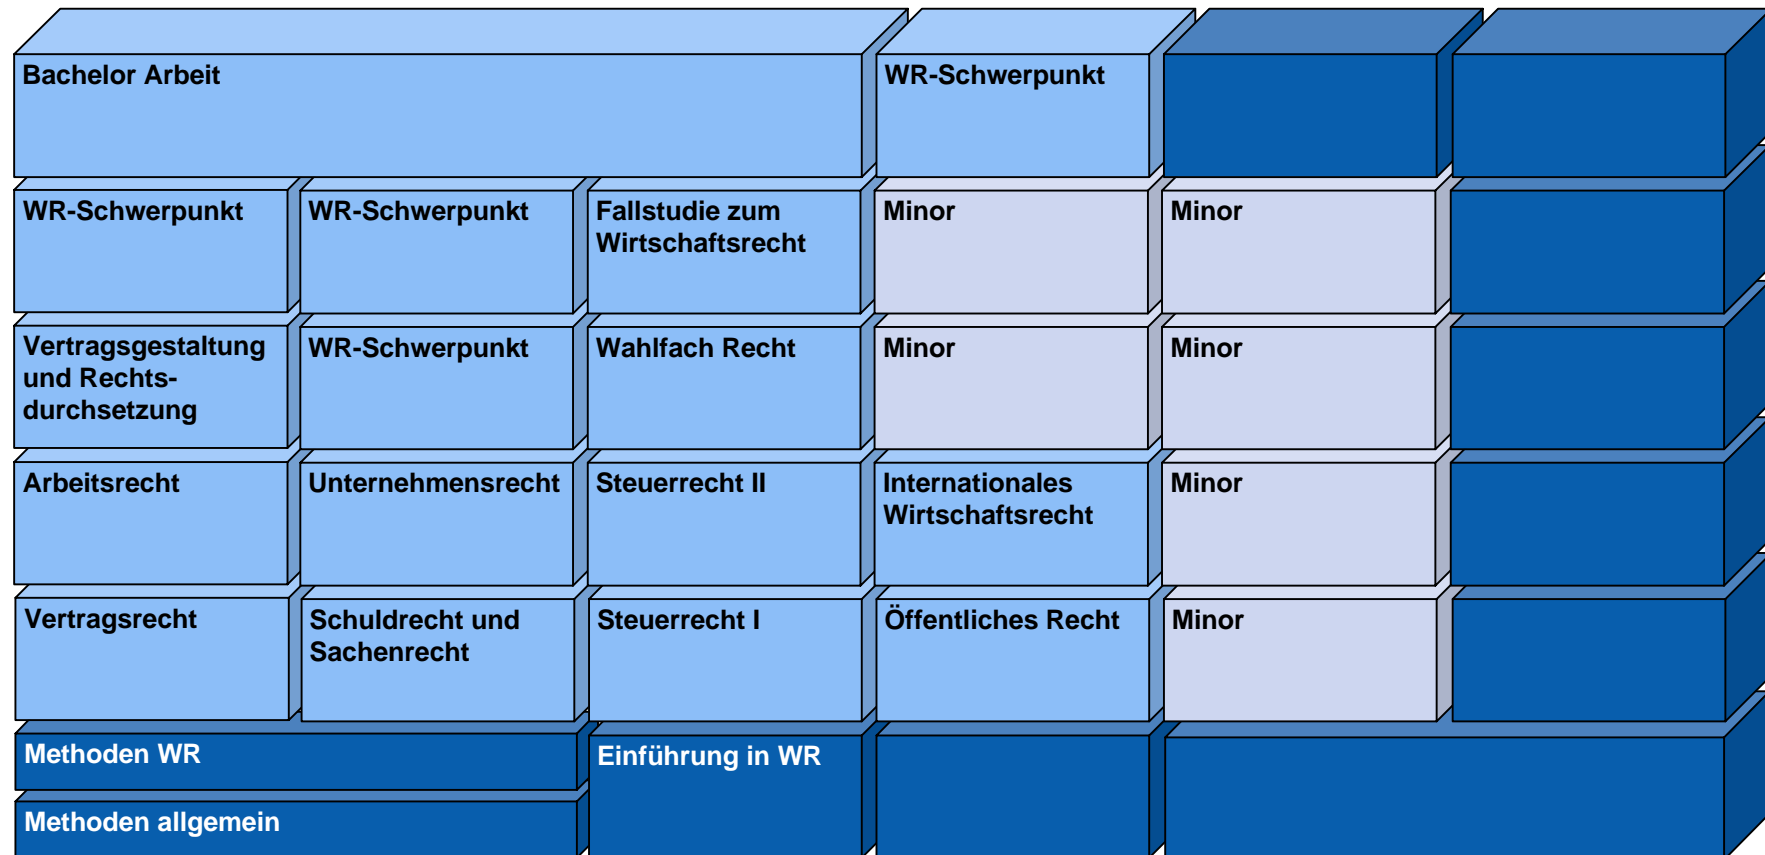 Bachelor Arbeit
WR-Schwerpunkt
WR-Schwerpunkt
WR-Schwerpunkt
Fallstudie zum
Wirtschaftsrecht
Minor
Minor
Vertragsgestaltung
und Rechts-
durchsetzung
WR-Schwerpunkt
Wahlfach Recht
Minor
Minor
Arbeitsrecht
Unternehmensrecht
Steuerrecht II
Internationales
Wirtschaftsrecht
Minor
Vertragsrecht
Schuldrecht und
Sachenrecht
Steuerrecht I
Öffentliches Recht
Minor
Methoden WR
Einführung in WR
Methoden allgemein